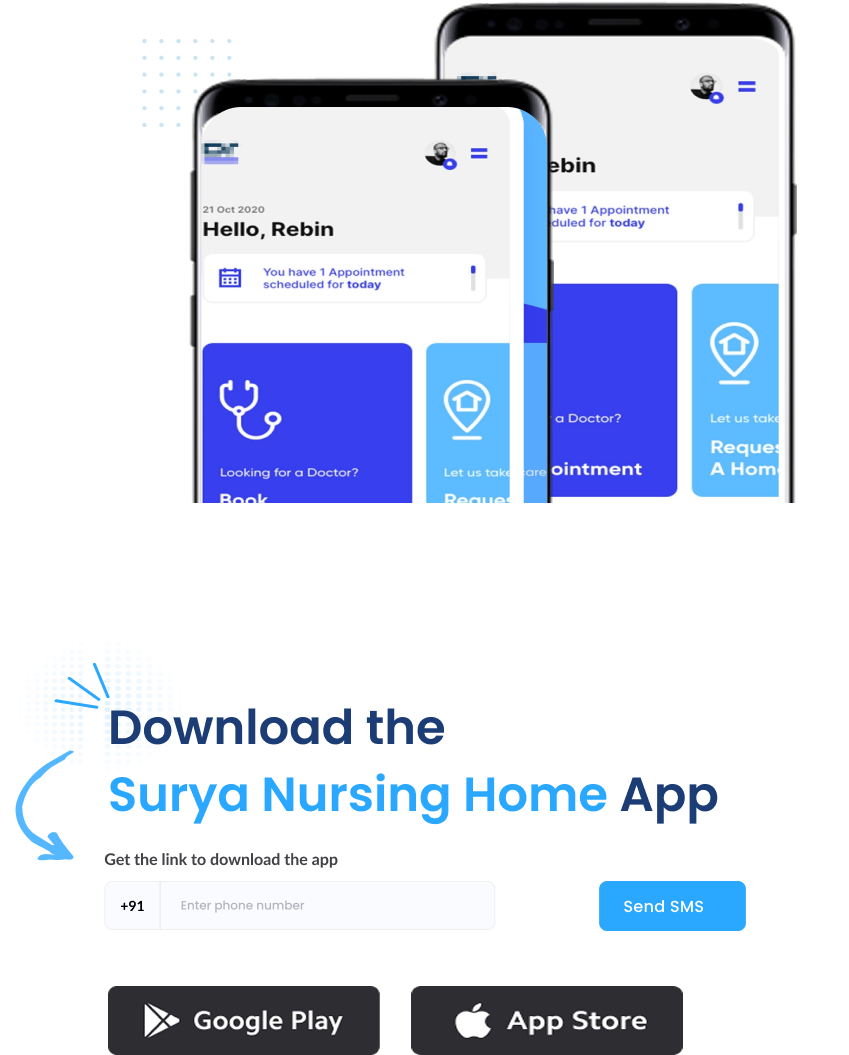 ebin
have 1 Appointment
duled for today
21 Oct 2020
Hello, Rebin
You have 1 Appointment
scheduled for today
a Doctor?
ointment
Let us take
Reques
A Hom
Looking for a Doctor?
Book
Let us take care
Reques
Download the
Surya Nursing Home App
Get the link to download the app
+91
Enter phone number
Send SMS
Google Play
App Store